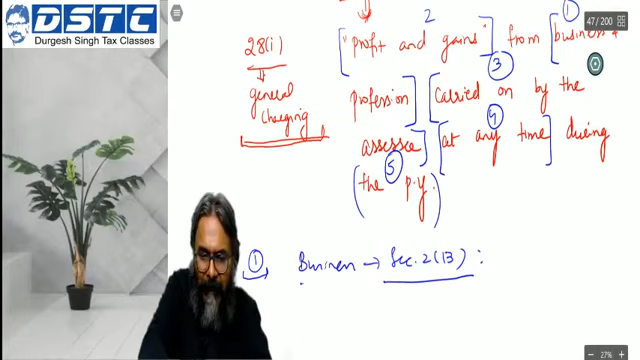 DSTC
Durgesh Singh Tax Classes
47 / 200
2
1
28(i)
general
charging
["profit and gains"] from [business &
3
profession] [carried on by the
4
assessee] [at any time] during
5
(the p.y.)
1 Business → Sec. 2(13) :
27%